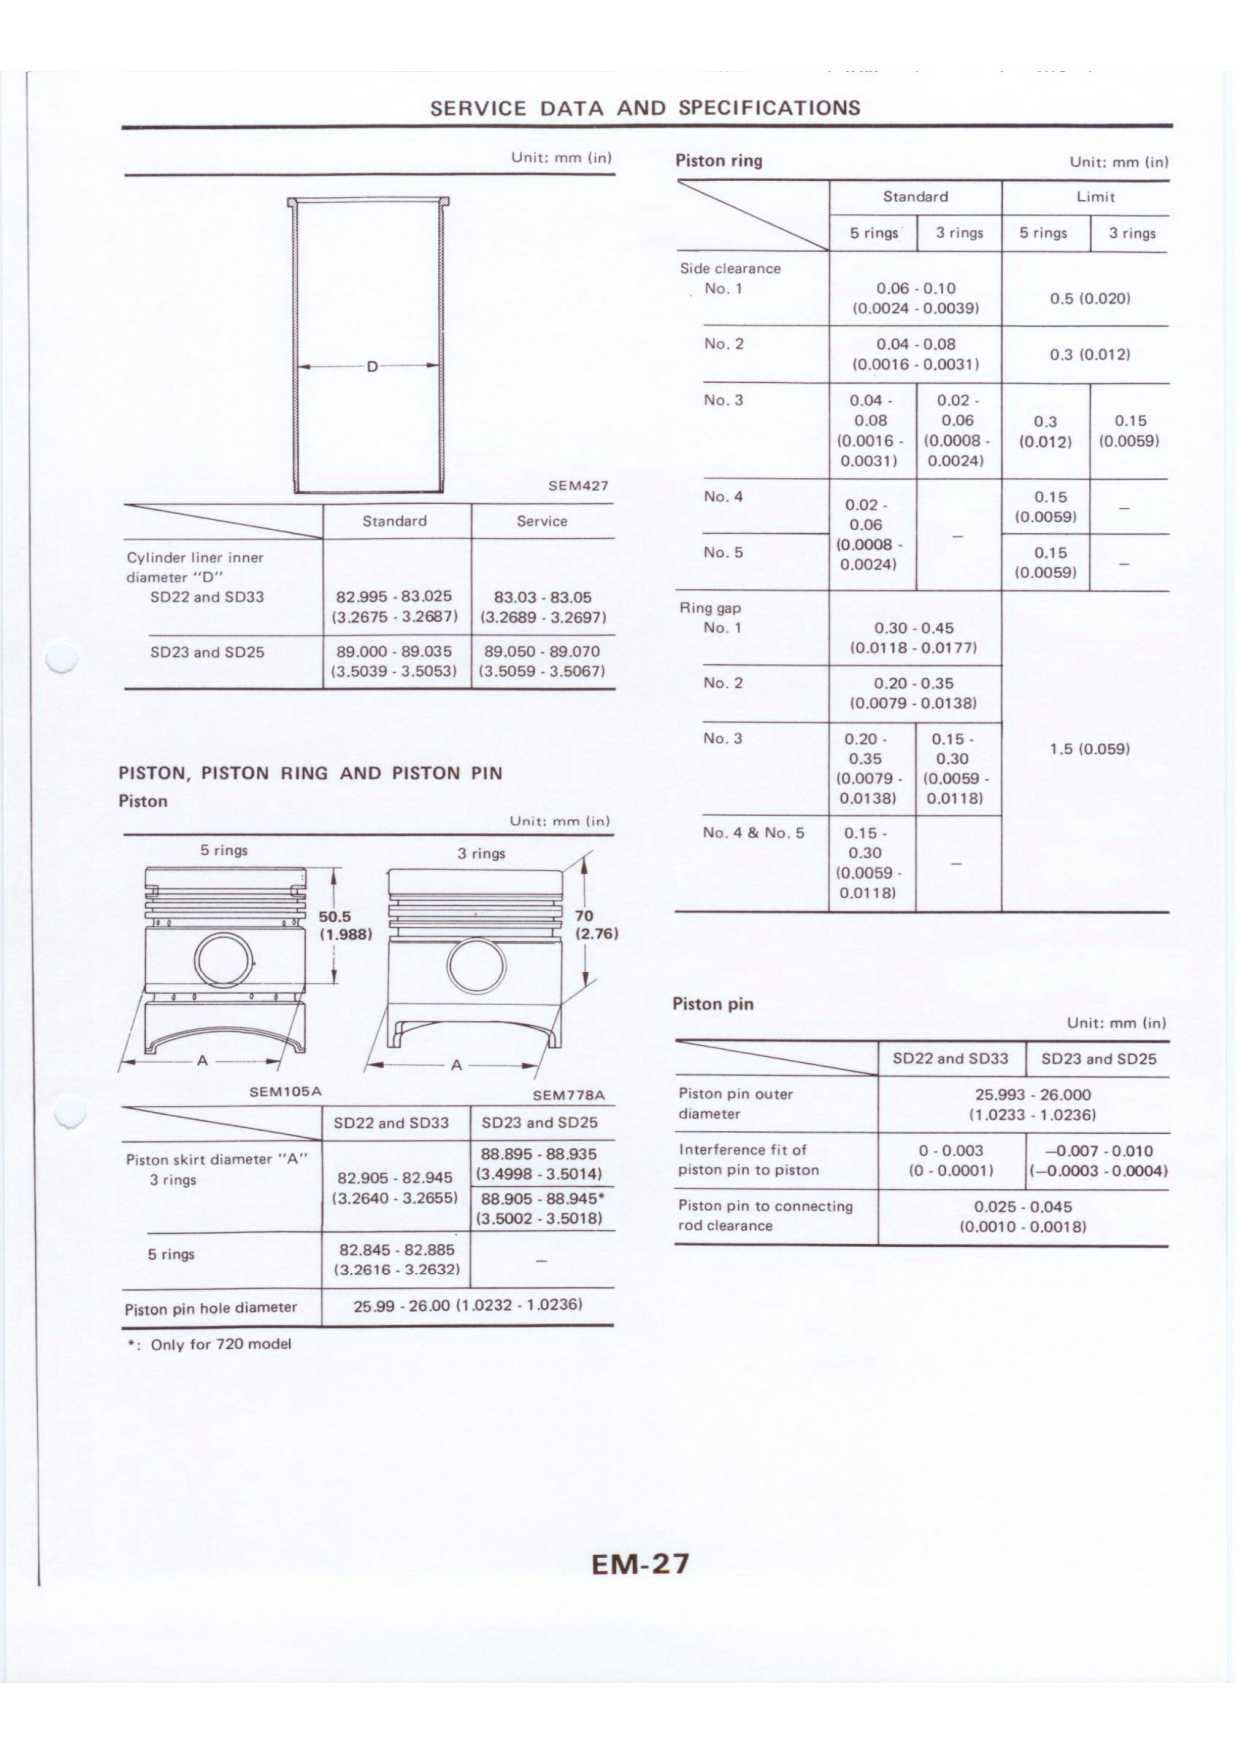 SERVICE DATA AND SPECIFICATIONS
Unit: mm (in)
D
SEM427
Standard Service
Cylinder liner inner
diameter "D"
SD22 and SD33 82.995 - 83.025 83.03 - 83.05
(3.2675 - 3.2687) (3.2689 - 3.2697)
SD23 and SD25 89.000 - 89.035 89.050 - 89.070
(3.5039 - 3.5053) (3.5059 - 3.5067)
PISTON, PISTON RING AND PISTON PIN
Piston
Unit: mm (in)
5 rings 3 rings
50.5 70
(1.988) (2.76)
A A
SEM105A SEM778A
SD22 and SD33 SD23 and SD25
Piston skirt diameter "A" 88.895 - 88.935
3 rings 82.905 - 82.945 (3.4998 - 3.5014)
(3.2640 - 3.2655) 88.905 - 88.945*
(3.5002 - 3.5018)
5 rings 82.845 - 82.885 —
(3.2616 - 3.2632)
Piston pin hole diameter 25.99 - 26.00 (1.0232 - 1.0236)
*: Only for 720 model
Piston ring Unit: mm (in)
Standard Limit
5 rings 3 rings 5 rings 3 rings
Side clearance
No. 1 0.06 - 0.10 0.5 (0.020)
(0.0024 - 0.0039)
No. 2 0.04 - 0.08 0.3 (0.012)
(0.0016 - 0.0031)
No. 3 0.04 - 0.02 -
0.08 0.06 0.3 0.15
(0.0016 - (0.0008 - (0.012) (0.0059)
0.0031) 0.0024)
No. 4 0.02 - 0.15 —
0.06 — (0.0059)
No. 5 (0.0008 - 0.15 —
0.0024) (0.0059)
Ring gap
No. 1 0.30 - 0.45
(0.0118 - 0.0177)
No. 2 0.20 - 0.35
(0.0079 - 0.0138)
No. 3 0.20 - 0.15 - 1.5 (0.059)
0.35 0.30
(0.0079 - (0.0059 -
0.0138) 0.0118)
No. 4 & No. 5 0.15 -
0.30 —
(0.0059 -
0.0118)
Piston pin
Unit: mm (in)
SD22 and SD33 SD23 and SD25
Piston pin outer 25.993 - 26.000
diameter (1.0233 - 1.0236)
Interference fit of 0 - 0.003 —0.007 - 0.010
piston pin to piston (0 - 0.0001) (—0.0003 - 0.0004)
Piston pin to connecting 0.025 - 0.045
rod clearance (0.0010 - 0.0018)
EM-27